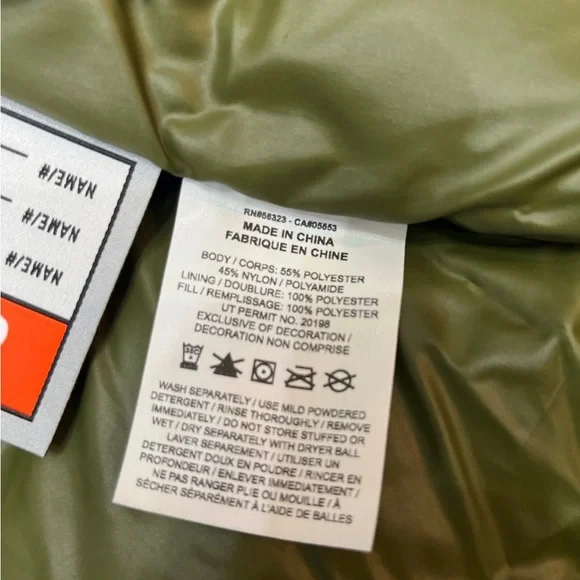 NAME/#
NAME/#
NAME/#
RN#56323 - CA#05553
MADE IN CHINA
FABRIQUE EN CHINE
BODY / CORPS: 55% POLYESTER
45% NYLON / POLYAMIDE
LINING / DOUBLURE: 100% POLYESTER
FILL / REMPLISSAGE: 100% POLYESTER
UT PERMIT NO. 20198
EXCLUSIVE OF DECORATION /
DECORATION NON COMPRISE
WASH SEPARATELY / USE MILD POWDERED
DETERGENT / RINSE THOROUGHLY / REMOVE
IMMEDIATELY / DO NOT STORE STUFFED OR
WET / DRY SEPARATELY WITH DRYER BALL
LAVER SEPAREMENT / UTILISER UN
DETERGENT DOUX EN POUDRE / RINCER EN
PROFONDEUR / ENLEVER IMMEDIATEMENT /
NE PAS RANGER PLIE OU MOUILLE / À
SÉCHER SÉPARÉMENT À L'AIDE DE BALLES